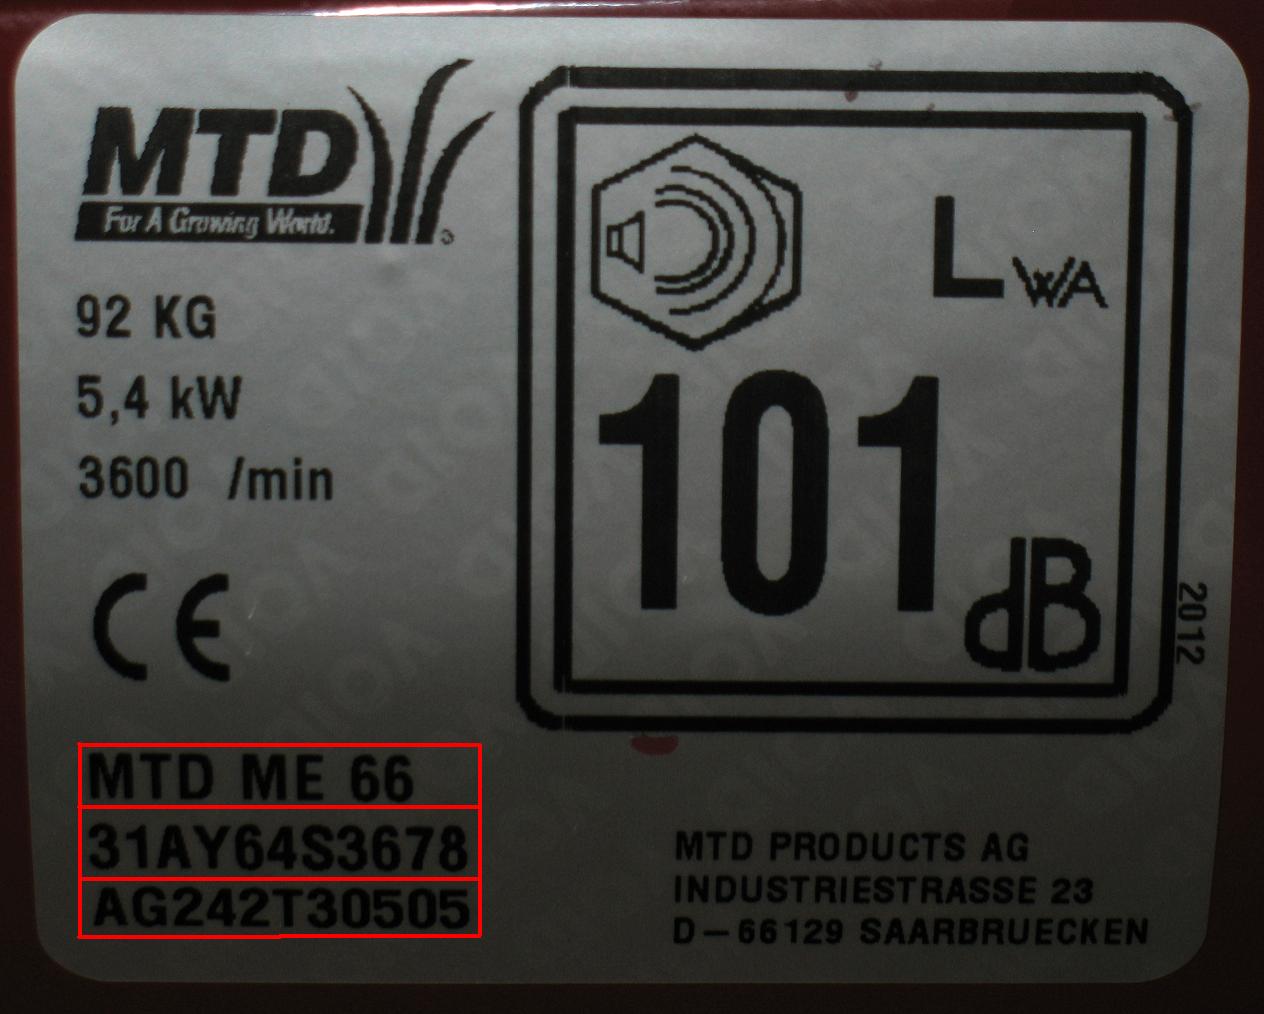 MTD
For A Growing World.
®
92 KG
5,4 kW
3600 /min
CE
LWA
101
dB
2012
MTD ME 66
31AY64S3678
AG242T30505
MTD PRODUCTS AG
INDUSTRIESTRASSE 23
D-66129 SAARBRUECKEN